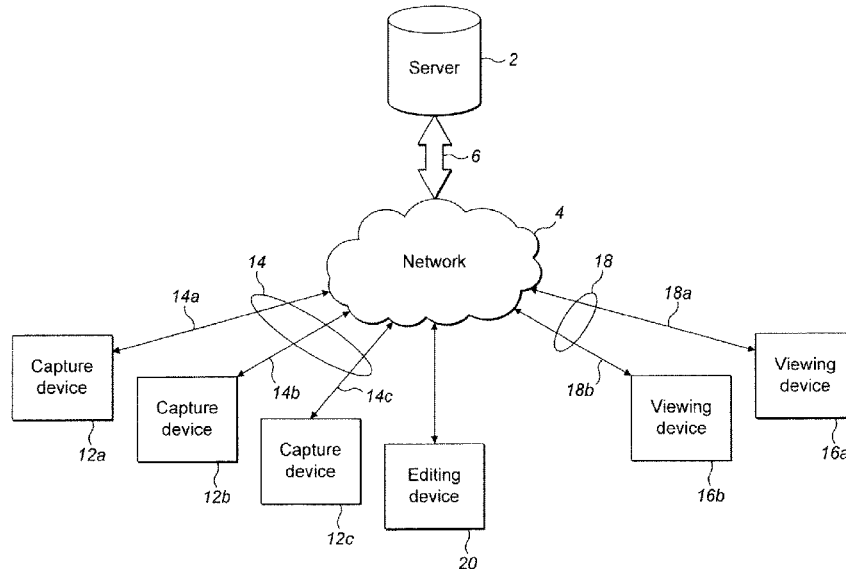 Server
2
6
4
Network
14
18
14a
18a
Capture
device
14b
14c
18b
Viewing
device
12a
Capture
device
Viewing
device
16a
12b
Capture
device
Editing
device
16b
12c
20